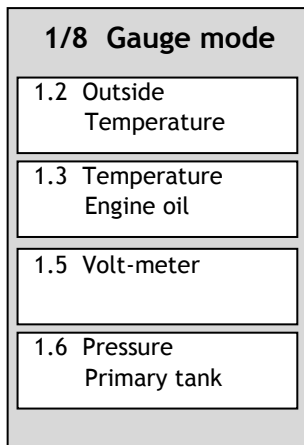 1/8 Gauge mode
1.2 Outside
Temperature
1.3 Temperature
Engine oil
1.5 Volt-meter
1.6 Pressure
Primary tank